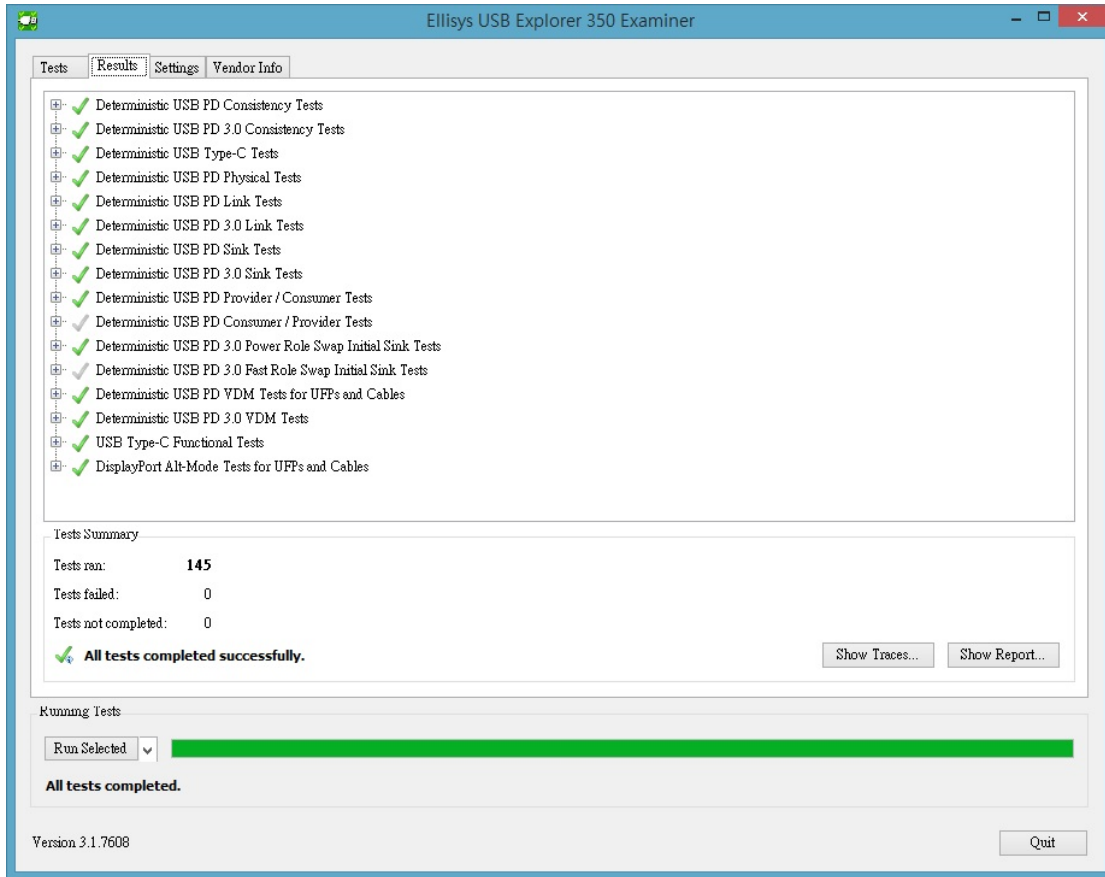 Ellisys USB Explorer 350 Examiner
Tests Results Settings Vendor Info
Deterministic USB PD Consistency Tests
Deterministic USB PD 3.0 Consistency Tests
Deterministic USB Type-C Tests
Deterministic USB PD Physical Tests
Deterministic USB PD Link Tests
Deterministic USB PD 3.0 Link Tests
Deterministic USB PD Sink Tests
Deterministic USB PD 3.0 Sink Tests
Deterministic USB PD Provider / Consumer Tests
Deterministic USB PD Consumer / Provider Tests
Deterministic USB PD 3.0 Power Role Swap Initial Sink Tests
Deterministic USB PD 3.0 Fast Role Swap Initial Sink Tests
Deterministic USB PD VDM Tests for UFPs and Cables
Deterministic USB PD 3.0 VDM Tests
USB Type-C Functional Tests
DisplayPort Alt-Mode Tests for UFPs and Cables
Tests Summary
Tests ran: 145
Tests failed: 0
Tests not completed: 0
All tests completed successfully. Show Traces... Show Report...
Running Tests
Run Selected
All tests completed.
Version 3.1.7608 Quit